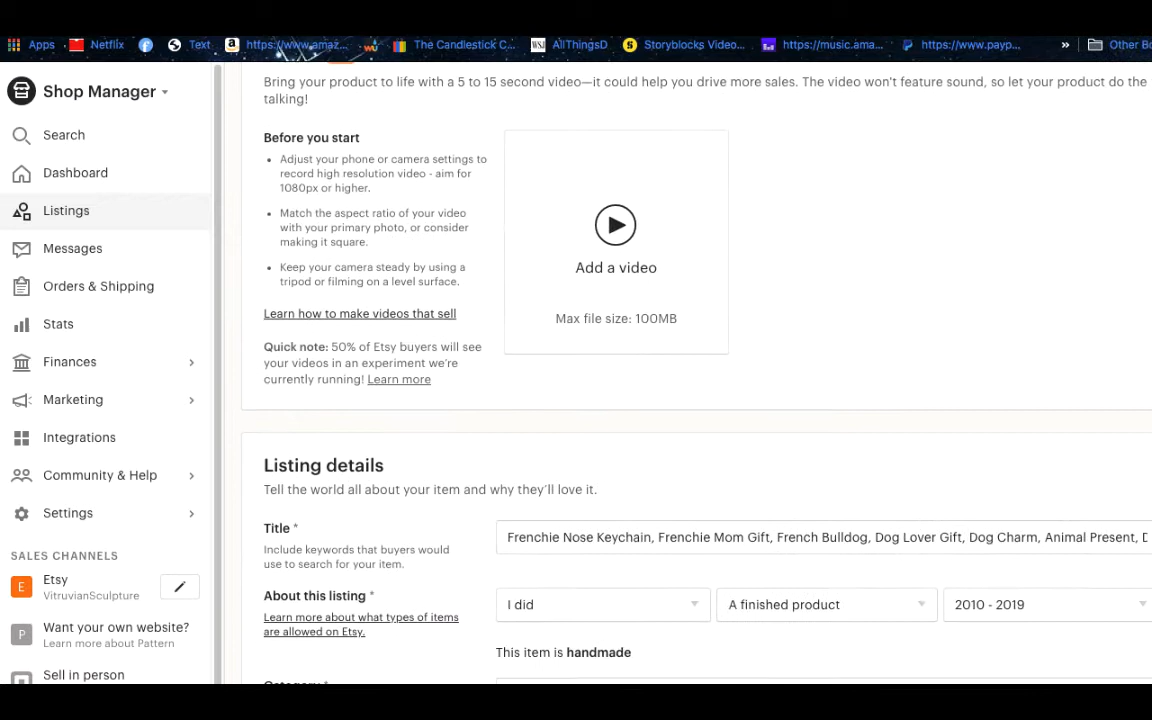 Apps Netflix Text https://www.amaz... The Candlestick C... AllThingsD Storyblocks Video... https://music.ama... https://www.payp... » Other Bo
Shop Manager
Search
Dashboard
Listings
Messages
Orders & Shipping
Stats
Finances
Marketing
Integrations
Community & Help
Settings
SALES CHANNELS
E Etsy
VitruvianSculpture
P Want your own website?
Learn more about Pattern
Sell in person
Bring your product to life with a 5 to 15 second video—it could help you drive more sales. The video won't feature sound, so let your product do the
talking!
Before you start
• Adjust your phone or camera settings to
record high resolution video - aim for
1080px or higher.
• Match the aspect ratio of your video
with your primary photo, or consider
making it square.
• Keep your camera steady by using a
tripod or filming on a level surface.
Learn how to make videos that sell
Quick note: 50% of Etsy buyers will see
your videos in an experiment we're
currently running! Learn more
Add a video
Max file size: 100MB
Listing details
Tell the world all about your item and why they'll love it.
Title *
Include keywords that buyers would
use to search for your item.
Frenchie Nose Keychain, Frenchie Mom Gift, French Bulldog, Dog Lover Gift, Dog Charm, Animal Present, D
About this listing *
Learn more about what types of items
are allowed on Etsy.
I did A finished product 2010 - 2019
This item is handmade